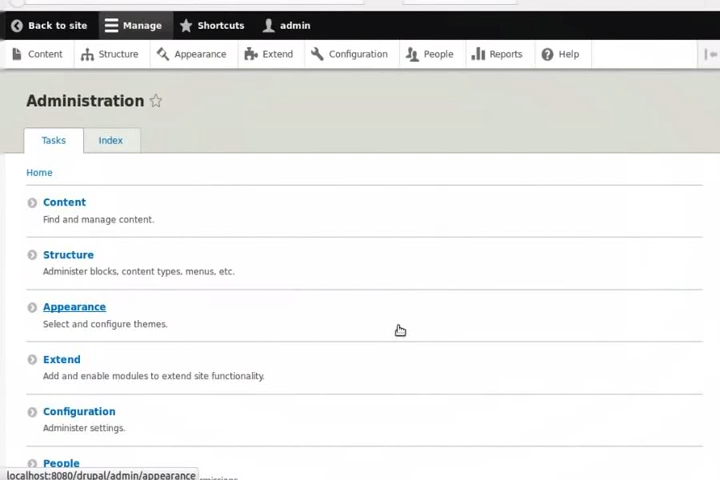 Back to site Manage Shortcuts admin
Content Structure Appearance Extend Configuration People Reports Help
Administration
Tasks Index
Home
Content
Find and manage content.
Structure
Administer blocks, content types, menus, etc.
Appearance
Select and configure themes.
Extend
Add and enable modules to extend site functionality.
Configuration
Administer settings.
People
localhost:8080/drupal/admin/appearance